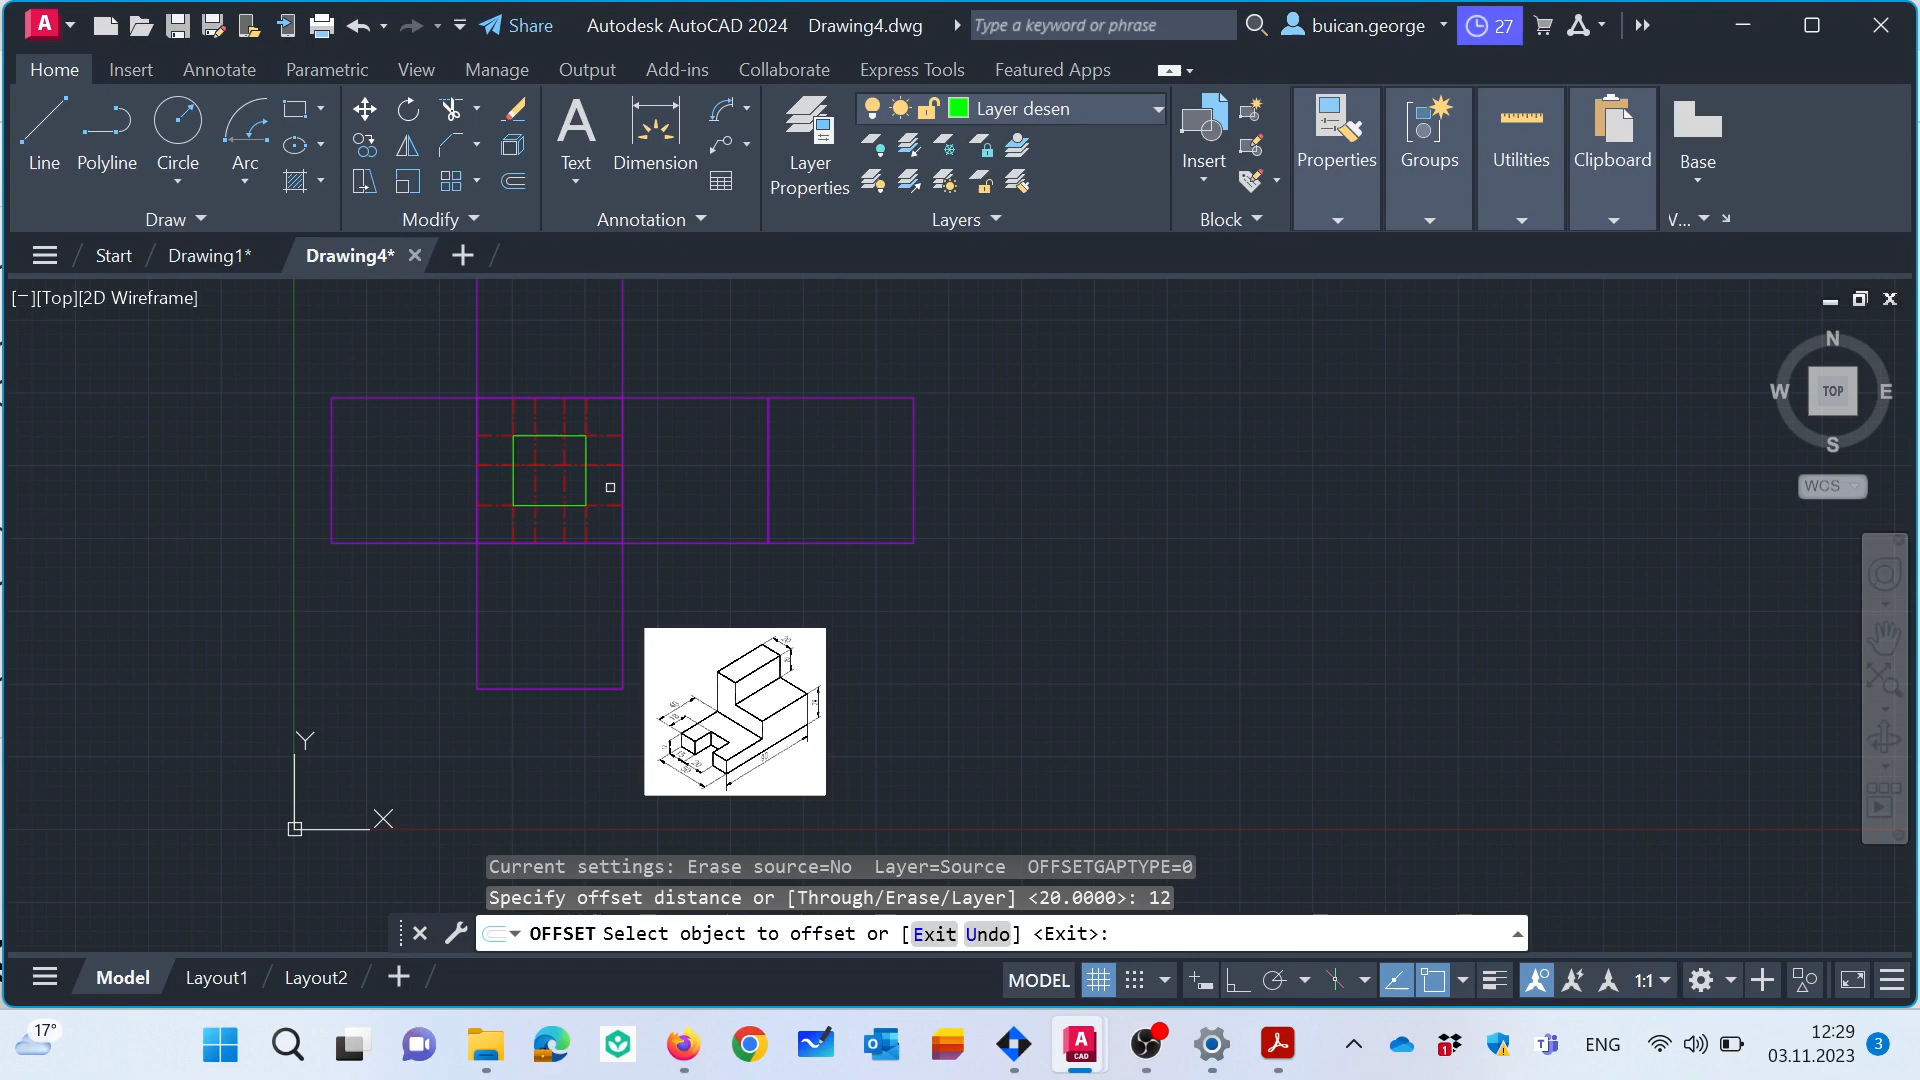 A Share Autodesk AutoCAD 2024 Drawing4.dwg Type a keyword or phrase buican.george 27
Home Insert Annotate Parametric View Manage Output Add-ins Collaborate Express Tools Featured Apps
Layer desen
Line Polyline Circle Arc Text Dimension Layer Properties Insert Properties Groups Utilities Clipboard Base
Draw Modify Annotation Layers Block V...
Start Drawing1* Drawing4*
[−][Top][2D Wireframe]
N
W TOP E
S
WCS
Y
X
Current settings: Erase source=No Layer=Source OFFSETGAPTYPE=0
Specify offset distance or [Through/Erase/Layer] <20.0000>: 12
OFFSET Select object to offset or [Exit Undo] <Exit>:
Model Layout1 Layout2 MODEL 1:1
17° A CAD 1 ENG 12:29 3
03.11.2023